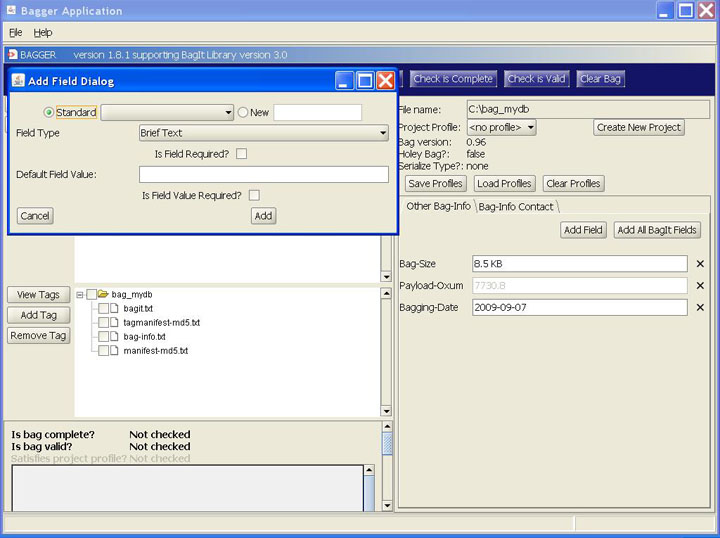 Bagger Application
File Help
BAGGER version 1.8.1 supporting BagIt Library version 3.0
Check is Complete Check is Valid Clear Bag
Add Field Dialog
Standard New
Field Type Brief Text
Is Field Required?
Default Field Value:
Is Field Value Required?
Cancel Add
File name: C:\bag_mydb
Project Profile: <no profile> Create New Project
Bag version: 0.96
Holey Bag?: false
Serialize Type?: none
Save Profiles Load Profiles Clear Profiles
Other Bag-Info Bag-Info Contact
Add Field Add All BagIt Fields
Bag-Size 8.5 KB
Payload-Oxum 7730.8
Bagging-Date 2009-09-07
View Tags
Add Tag
Remove Tag
bag_mydb
bagit.txt
tagmanifest-md5.txt
bag-info.txt
manifest-md5.txt
Is bag complete? Not checked
Is bag valid? Not checked
Satisfies project profile? Not checked